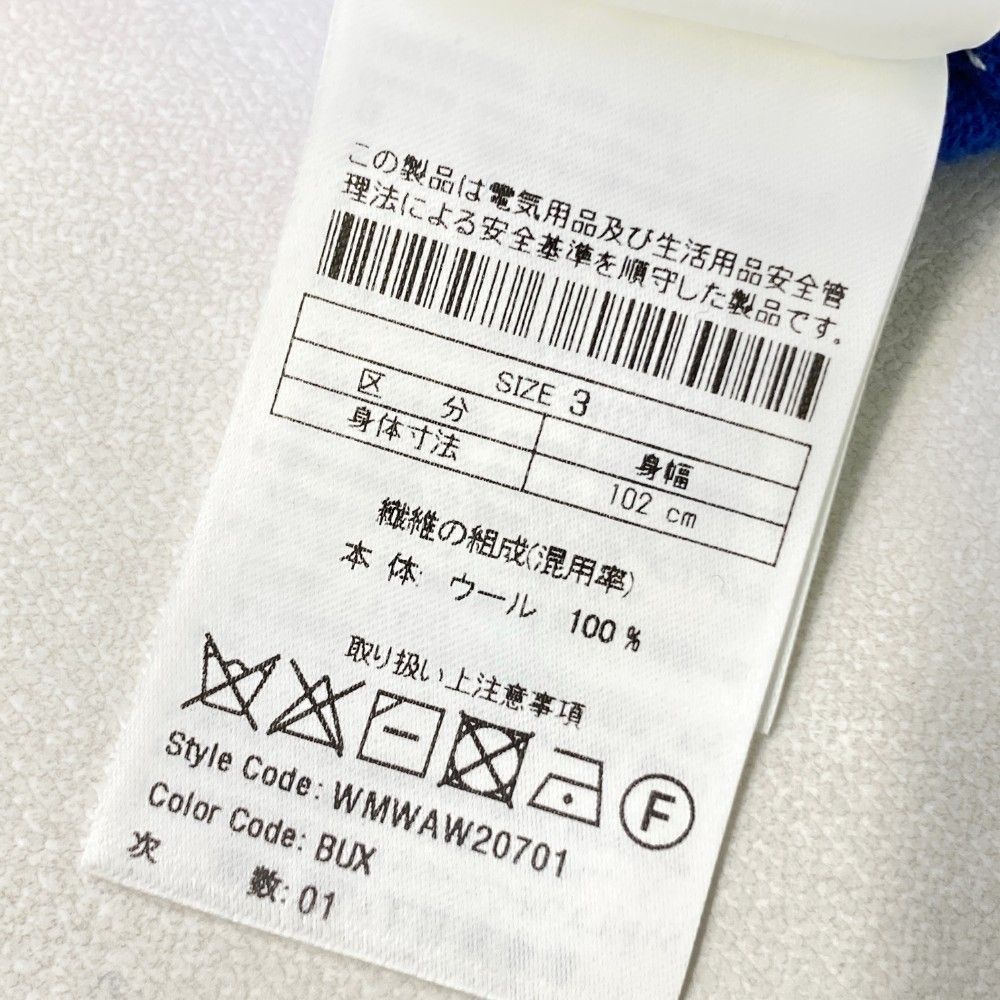 この製品は電気用品及び生活用品安全管
理法による安全基準を順守した製品です.
SIZE 3
区 分 身幅
身体寸法 102 cm
繊維の組成(混用率)
本 体: ウール 100 %
取り扱い上注意事項
F
Style Code: WMWAW20701
Color Code: BUX
次 数: 01